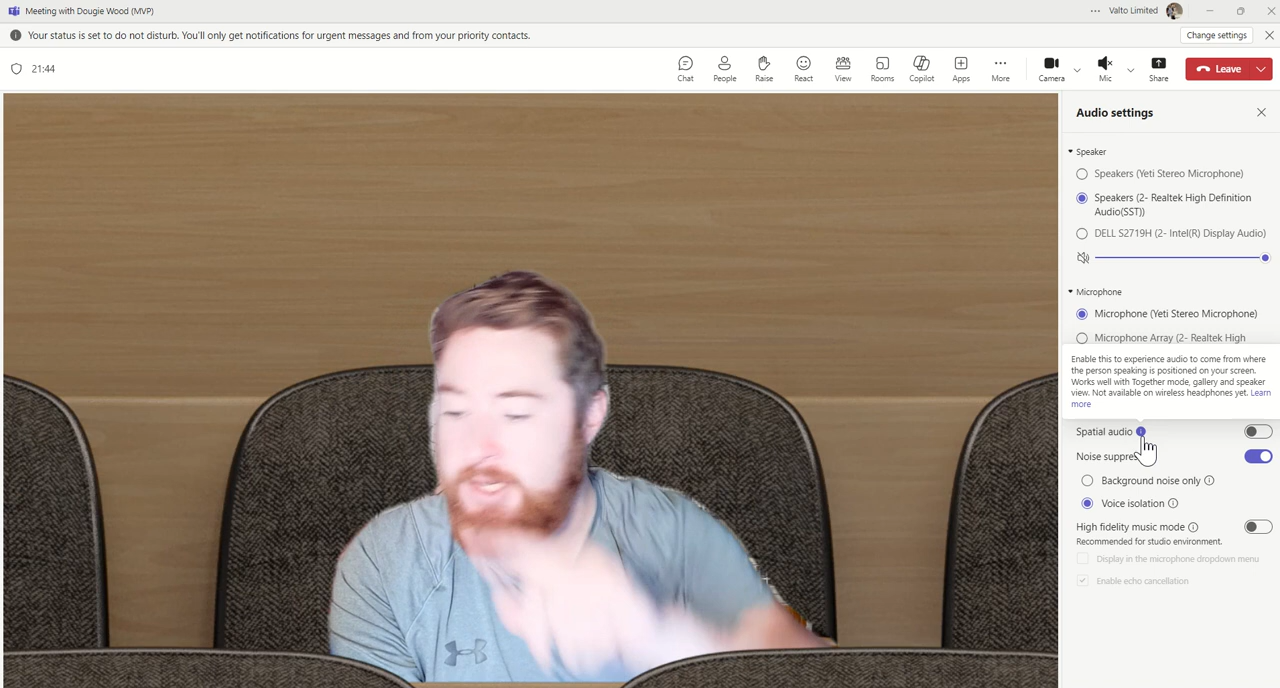 Meeting with Dougie Wood (MVP)
Valto Limited
Your status is set to do not disturb. You'll only get notifications for urgent messages and from your priority contacts.
Change settings
21:44
Chat People Raise React View Rooms Copilot Apps More Camera Mic Share Leave
Audio settings
Speaker
Speakers (Yeti Stereo Microphone)
Speakers (2- Realtek High Definition
Audio(SST))
DELL S2719H (2- Intel(R) Display Audio)
Microphone
Microphone (Yeti Stereo Microphone)
Microphone Array (2- Realtek High
Enable this to experience audio to come from where
the person speaking is positioned on your screen.
Works well with Together mode, gallery and speaker
view. Not available on wireless headphones yet. Learn
more
Spatial audio
Noise suppre
Background noise only
Voice isolation
High fidelity music mode
Recommended for studio environment.
Display in the microphone dropdown menu
Enable echo cancellation